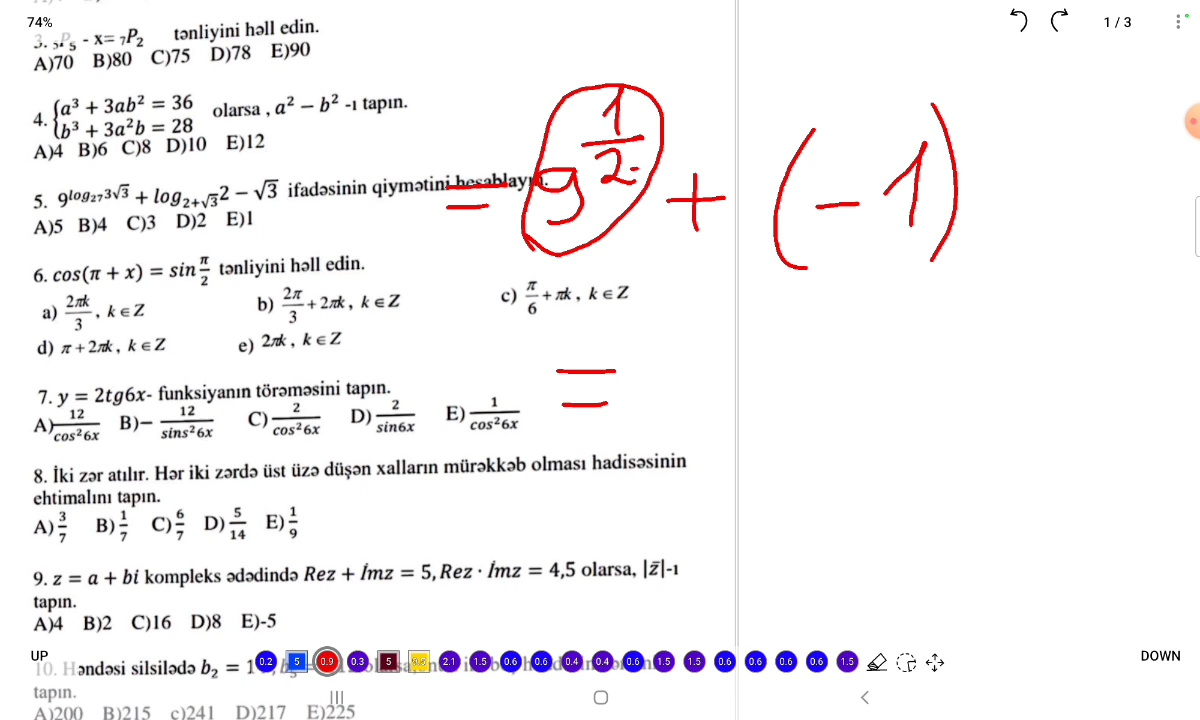 74%
1 / 3
3. ₅P₅ - x= ₇P₂ tənliyini həll edin.
A)70 B)80 C)75 D)78 E)90
4. {a³ + 3ab² = 36
b³ + 3a²b = 28 olarsa , a² − b² -ı tapın.
A)4 B)6 C)8 D)10 E)12
5. 9^log₂₇3√3 + log₂₊√₃2 − √3 ifadəsinin qiymətini hesablayın.
A)5 B)4 C)3 D)2 E)1
= 9^(1/2) + (-1)
=
6. cos(π + x) = sin π/2 tənliyini həll edin.
a) 2πk/3 , k∈Z b) 2π/3 + 2πk , k∈Z c) π/6 + πk , k∈Z
d) π + 2πk , k∈Z e) 2πk , k∈Z
7. y = 2tg6x- funksiyanın törəməsini tapın.
A) 12/cos²6x B)− 12/sins²6x C) 2/cos²6x D) 2/sin6x E) 1/cos²6x
8. İki zər atılır. Hər iki zərdə üst üzə düşən xalların mürəkkəb olması hadisəsinin
ehtimalını tapın.
A) 3/7 B) 1/7 C) 6/7 D) 5/14 E) 1/9
9. z = a + bi kompleks ədədində Rez + İmz = 5, Rez · İmz = 4,5 olarsa, |z̄|-ı
tapın.
A)4 B)2 C)16 D)8 E)-5
UP
DOWN
0.2 5 0.9 0.3 5 2.1 1.5 0.6 0.6 0.4 0.4 0.6 1.5 1.5 0.6 0.6 0.6 0.6 1.5
10. Həndəsi silsilədə b₂ = 1
tapın.
A)200 B)215 c)241 D)217 E)225